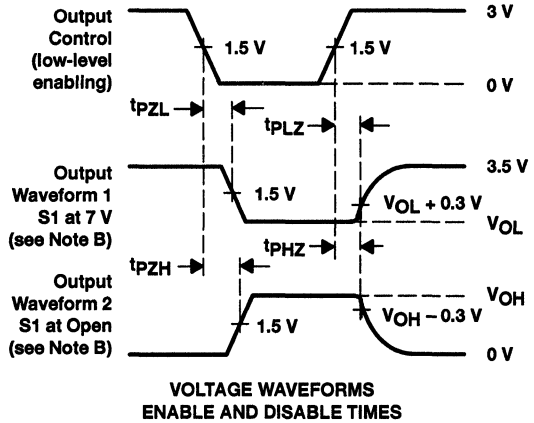 Output
Control
(low-level
enabling)
1.5 V
1.5 V
3 V
0 V
tPZL
tPLZ
Output
Waveform 1
S1 at 7 V
(see Note B)
1.5 V
3.5 V
VOL + 0.3 V
VOL
tPHZ
tPZH
Output
Waveform 2
S1 at Open
(see Note B)
1.5 V
VOH
VOH – 0.3 V
0 V
VOLTAGE WAVEFORMS
ENABLE AND DISABLE TIMES